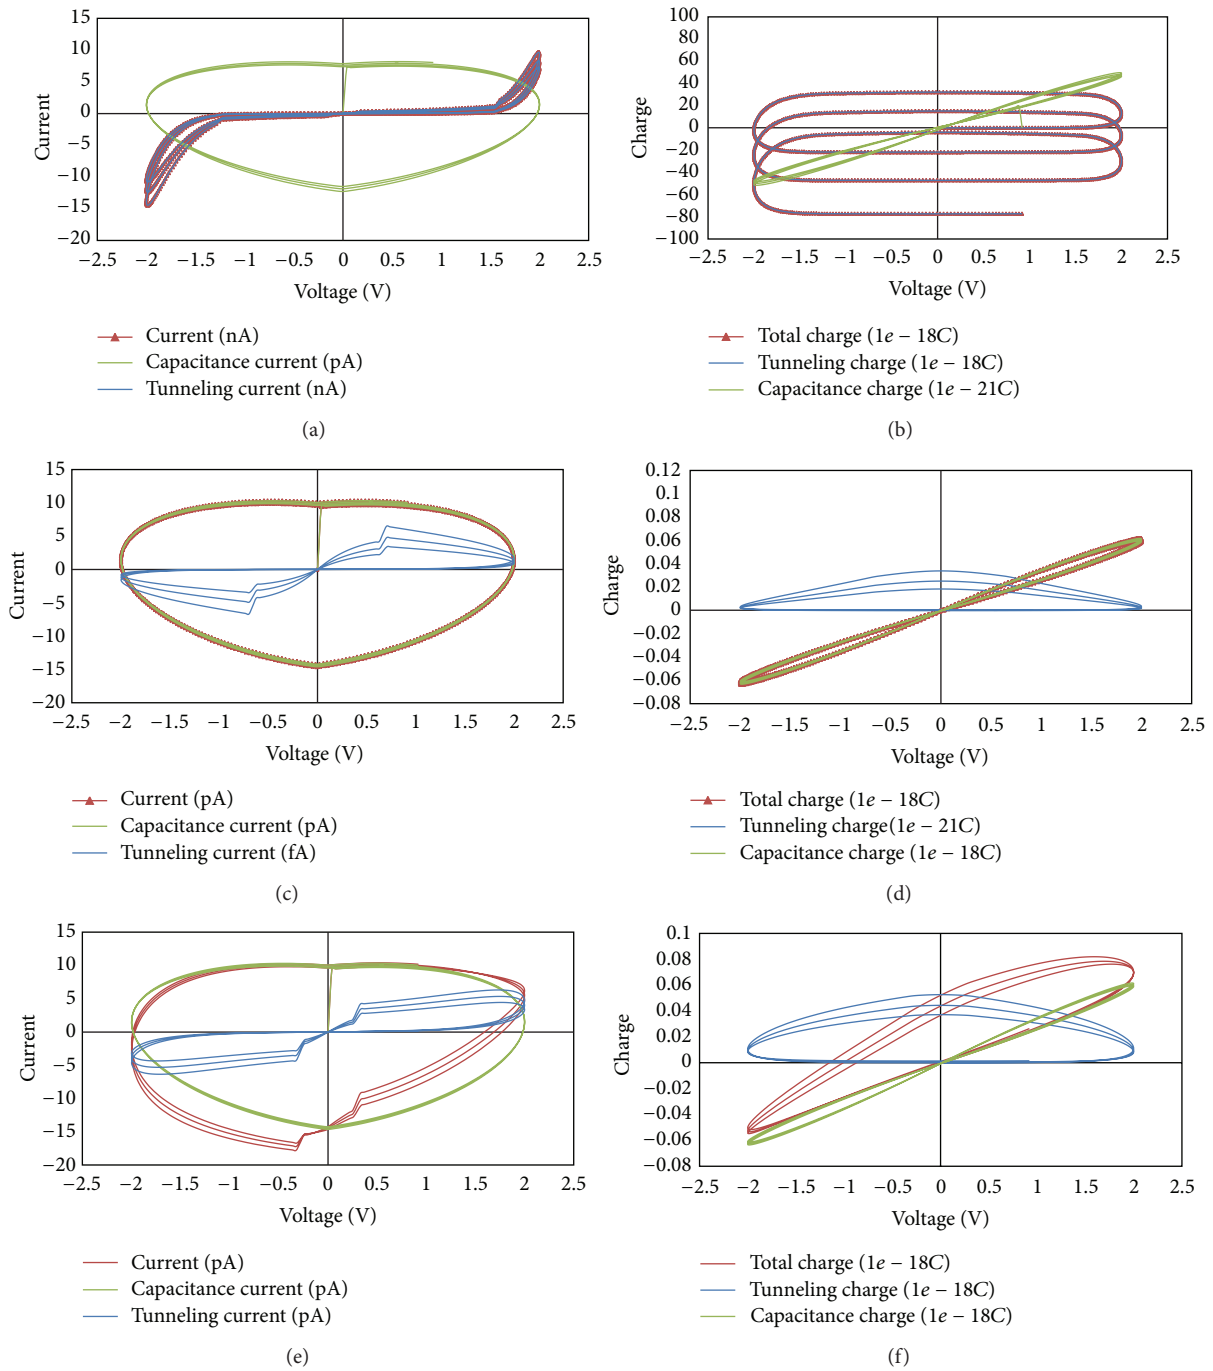 15
10
5
0
−5
−10
−15
−20
Current
−2.5 −2 −1.5 −1 −0.5 0 0.5 1 1.5 2 2.5
Voltage (V)
Current (nA)
Capacitance current (pA)
Tunneling current (nA)
(a)
100
80
60
40
20
0
−20
−40
−60
−80
−100
Charge
−2.5 −2 −1.5 −1 −0.5 0 0.5 1 1.5 2 2.5
Voltage (V)
Total charge (1e − 18C)
Tunneling charge (1e − 18C)
Capacitance charge (1e − 21C)
(b)
15
10
5
0
−5
−10
−15
−20
Current
−2.5 −2 −1.5 −1 −0.5 0 0.5 1 1.5 2 2.5
Voltage (V)
Current (pA)
Capacitance current (pA)
Tunneling current (fA)
(c)
0.12
0.1
0.08
0.06
0.04
0.02
0
−0.02
−0.04
−0.06
−0.08
Charge
−2.5 −2 −1.5 −1 −0.5 0 0.5 1 1.5 2 2.5
Voltage (V)
Total charge (1e − 18C)
Tunneling charge(1e − 21C)
Capacitance charge (1e − 18C)
(d)
15
10
5
0
−5
−10
−15
−20
Current
−2.5 −2 −1.5 −1 −0.5 0 0.5 1 1.5 2 2.5
Voltage (V)
Current (pA)
Capacitance current (pA)
Tunneling current (pA)
(e)
0.1
0.08
0.06
0.04
0.02
0
−0.02
−0.04
−0.06
−0.08
Charge
−2.5 −2 −1.5 −1 −0.5 0 0.5 1 1.5 2 2.5
Voltage (V)
Total charge (1e − 18C)
Tunneling charge (1e − 18C)
Capacitance charge (1e − 18C)
(f)